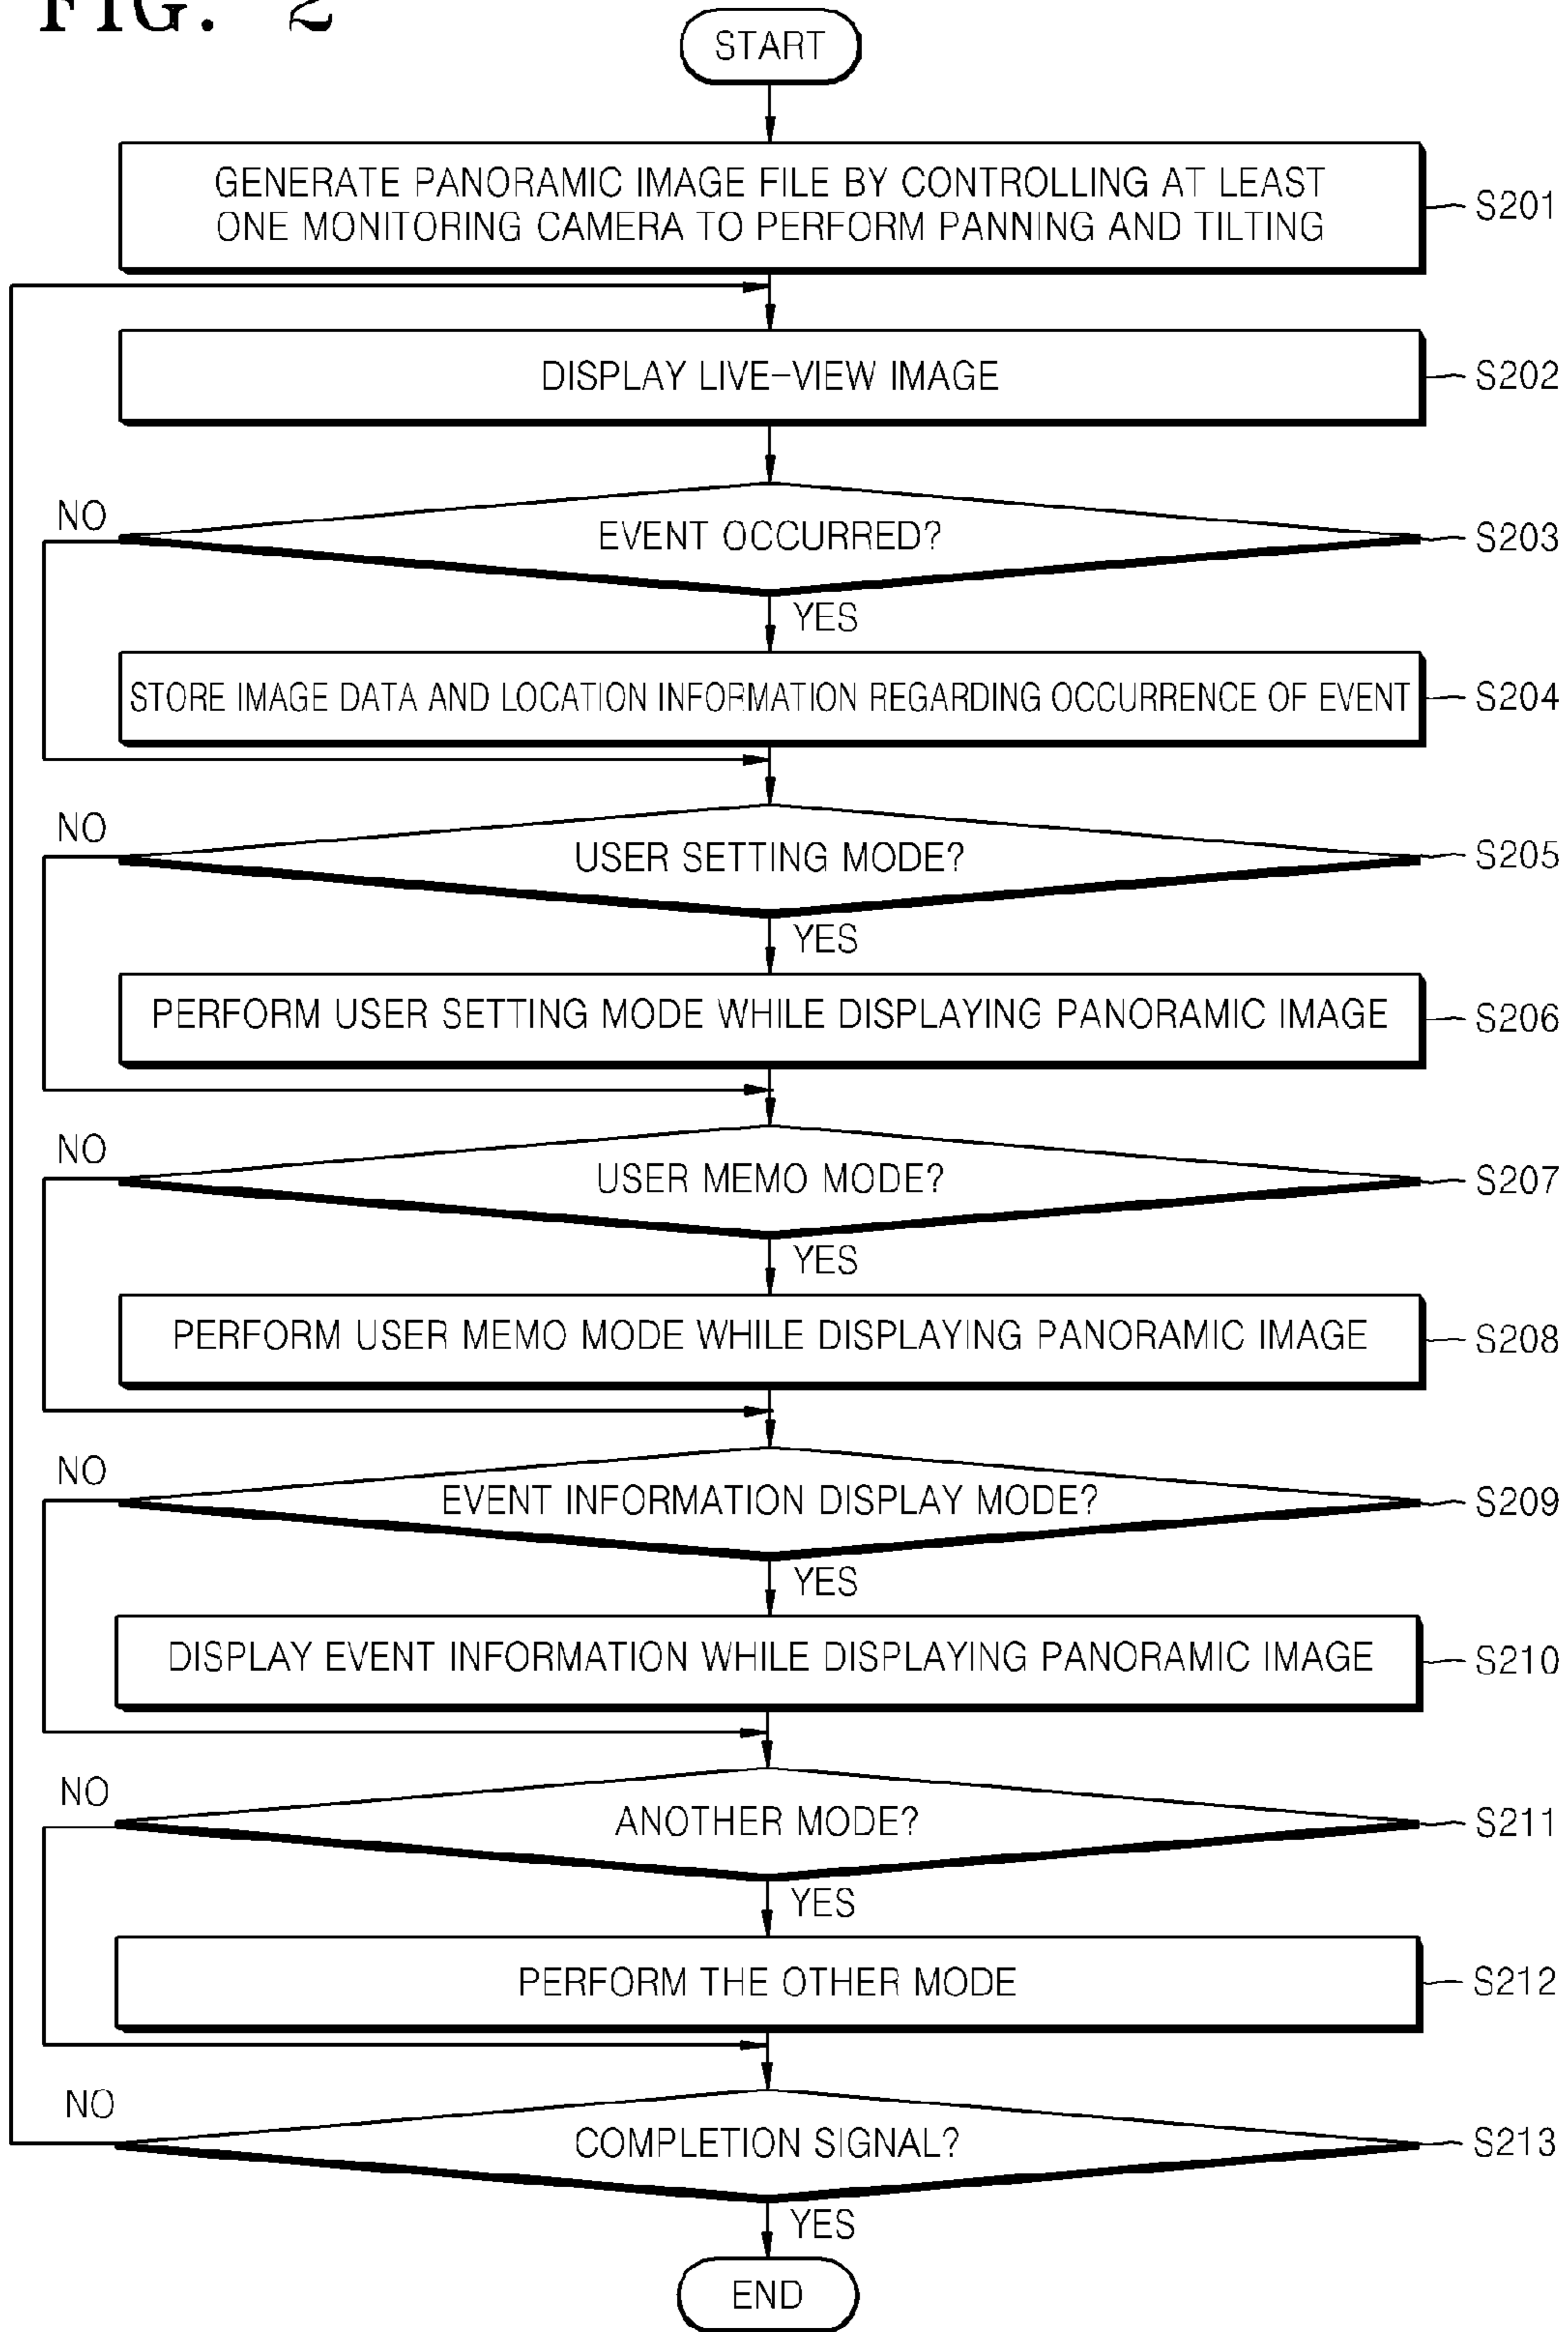 FIG. 2
START
GENERATE PANORAMIC IMAGE FILE BY CONTROLLING AT LEAST
ONE MONITORING CAMERA TO PERFORM PANNING AND TILTING
S201
DISPLAY LIVE-VIEW IMAGE
S202
NO
EVENT OCCURRED?
S203
YES
STORE IMAGE DATA AND LOCATION INFORMATION REGARDING OCCURRENCE OF EVENT
S204
NO
USER SETTING MODE?
S205
YES
PERFORM USER SETTING MODE WHILE DISPLAYING PANORAMIC IMAGE
S206
NO
USER MEMO MODE?
S207
YES
PERFORM USER MEMO MODE WHILE DISPLAYING PANORAMIC IMAGE
S208
NO
EVENT INFORMATION DISPLAY MODE?
S209
YES
DISPLAY EVENT INFORMATION WHILE DISPLAYING PANORAMIC IMAGE
S210
NO
ANOTHER MODE?
S211
YES
PERFORM THE OTHER MODE
S212
NO
COMPLETION SIGNAL?
S213
YES
END